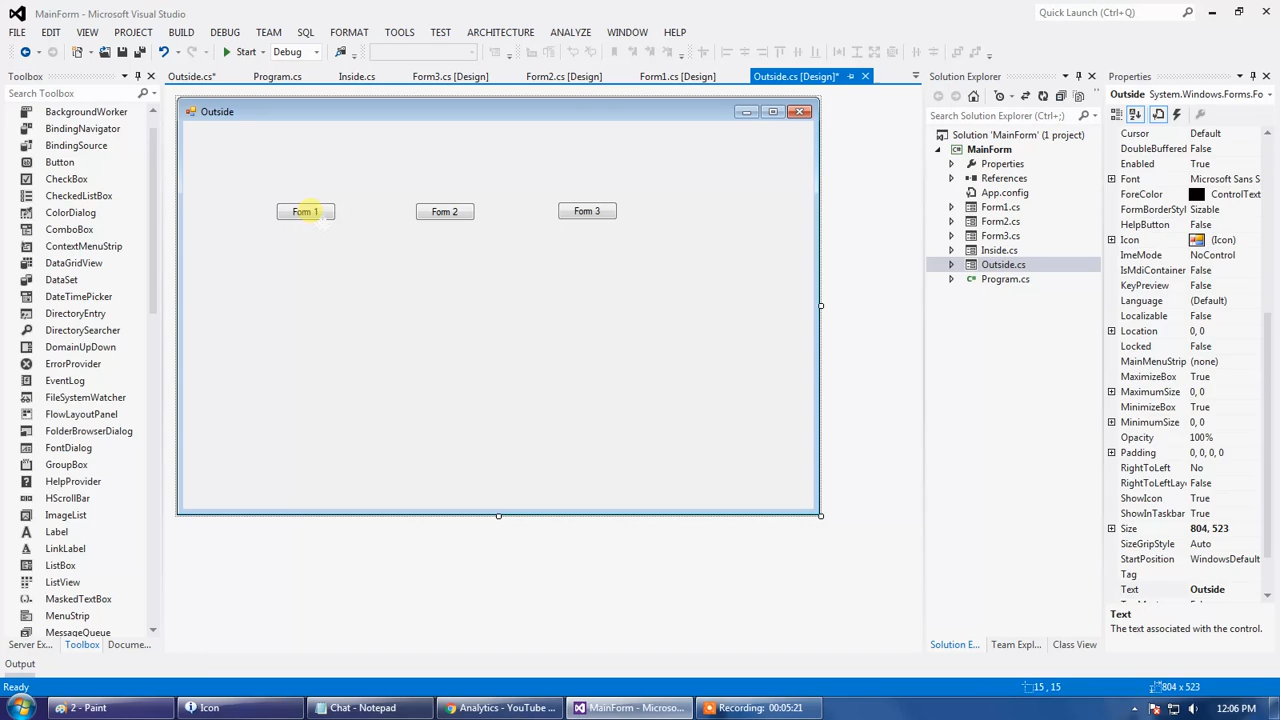 MainForm - Microsoft Visual Studio
Quick Launch (Ctrl+Q)
FILE EDIT VIEW PROJECT BUILD DEBUG TEAM SQL FORMAT TOOLS TEST ARCHITECTURE ANALYZE WINDOW HELP
Start Debug
Toolbox
Outside.cs* Program.cs Inside.cs Form3.cs [Design] Form2.cs [Design] Form1.cs [Design] Outside.cs [Design]*
Search Toolbox
BackgroundWorker
BindingNavigator
BindingSource
Button
CheckBox
CheckedListBox
ColorDialog
ComboBox
ContextMenuStrip
DataGridView
DataSet
DateTimePicker
DirectoryEntry
DirectorySearcher
DomainUpDown
ErrorProvider
EventLog
FileSystemWatcher
FlowLayoutPanel
FolderBrowserDialog
FontDialog
GroupBox
HelpProvider
HScrollBar
ImageList
Label
LinkLabel
ListBox
ListView
MaskedTextBox
MenuStrip
MessageQueue
Server Ex... Toolbox Docume...
Outside
Form 1 Form 2 Form 3
Solution Explorer
Search Solution Explorer (Ctrl+;)
Solution 'MainForm' (1 project)
MainForm
Properties
References
App.config
Form1.cs
Form2.cs
Form3.cs
Inside.cs
Outside.cs
Program.cs
Solution E... Team Expl... Class View
Properties
Outside System.Windows.Forms.Fo
Cursor Default
DoubleBuffered False
Enabled True
Font Microsoft Sans S
ForeColor ControlText
FormBorderStyl Sizable
HelpButton False
Icon (Icon)
ImeMode NoControl
IsMdiContainer False
KeyPreview False
Language (Default)
Localizable False
Location 0, 0
Locked False
MainMenuStrip (none)
MaximizeBox True
MaximumSize 0, 0
MinimizeBox True
MinimumSize 0, 0
Opacity 100%
Padding 0, 0, 0, 0
RightToLeft No
RightToLeftLay False
ShowIcon True
ShowInTaskbar True
Size 804, 523
SizeGripStyle Auto
StartPosition WindowsDefault
Tag
Text Outside
Text
The text associated with the control.
Output
Ready 15 , 15 804 x 523
2 - Paint Icon Chat - Notepad Analytics - YouTube ... MainForm - Microso... Recording: 00:05:21 12:06 PM